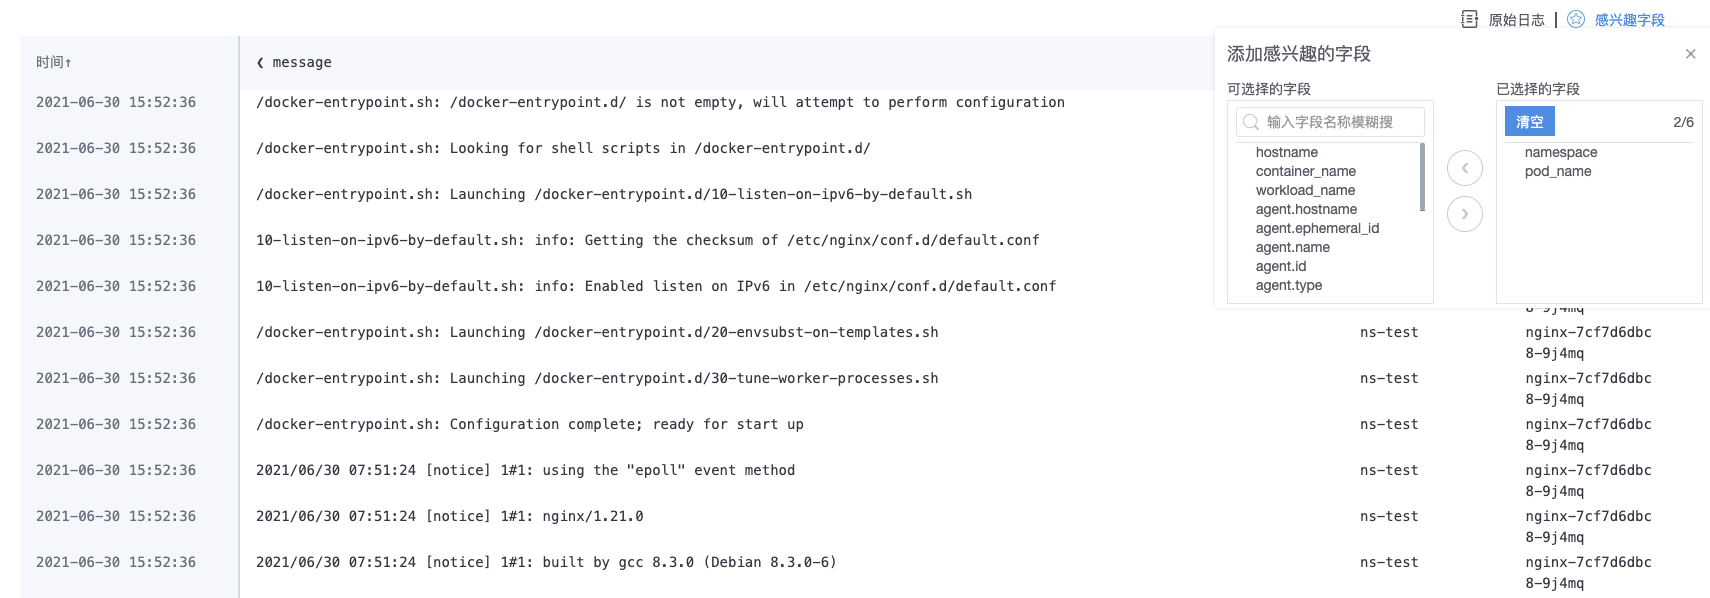 原始日志 | 感兴趣字段
时间↑
❮ message
添加感兴趣的字段
×
可选择的字段
已选择的字段
输入字段名称模糊搜
清空
2/6
hostname
container_name
workload_name
agent.hostname
agent.ephemeral_id
agent.name
agent.id
agent.type
namespace
pod_name
2021-06-30 15:52:36 /docker-entrypoint.sh: /docker-entrypoint.d/ is not empty, will attempt to perform configuration
2021-06-30 15:52:36 /docker-entrypoint.sh: Looking for shell scripts in /docker-entrypoint.d/
2021-06-30 15:52:36 /docker-entrypoint.sh: Launching /docker-entrypoint.d/10-listen-on-ipv6-by-default.sh
2021-06-30 15:52:36 10-listen-on-ipv6-by-default.sh: info: Getting the checksum of /etc/nginx/conf.d/default.conf
2021-06-30 15:52:36 10-listen-on-ipv6-by-default.sh: info: Enabled listen on IPv6 in /etc/nginx/conf.d/default.conf
8-9j4mq
2021-06-30 15:52:36 /docker-entrypoint.sh: Launching /docker-entrypoint.d/20-envsubst-on-templates.sh ns-test nginx-7cf7d6dbc
8-9j4mq
2021-06-30 15:52:36 /docker-entrypoint.sh: Launching /docker-entrypoint.d/30-tune-worker-processes.sh ns-test nginx-7cf7d6dbc
8-9j4mq
2021-06-30 15:52:36 /docker-entrypoint.sh: Configuration complete; ready for start up ns-test nginx-7cf7d6dbc
8-9j4mq
2021-06-30 15:52:36 2021/06/30 07:51:24 [notice] 1#1: using the "epoll" event method ns-test nginx-7cf7d6dbc
8-9j4mq
2021-06-30 15:52:36 2021/06/30 07:51:24 [notice] 1#1: nginx/1.21.0 ns-test nginx-7cf7d6dbc
8-9j4mq
2021-06-30 15:52:36 2021/06/30 07:51:24 [notice] 1#1: built by gcc 8.3.0 (Debian 8.3.0-6) ns-test nginx-7cf7d6dbc
8-9j4mq